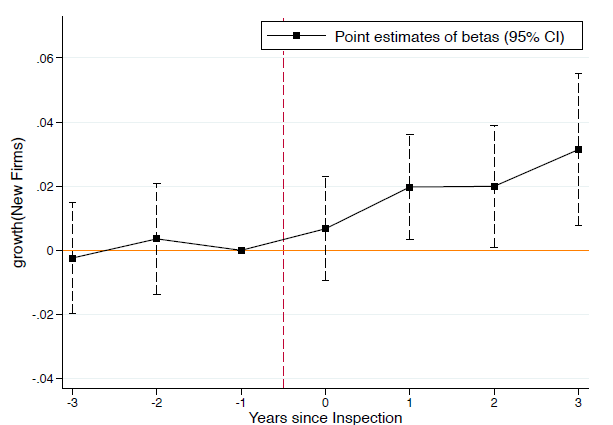 Point estimates of betas (95% CI)
growth(New Firms)
.06
.04
.02
0
-.02
-.04
-3 -2 -1 0 1 2 3
Years since Inspection